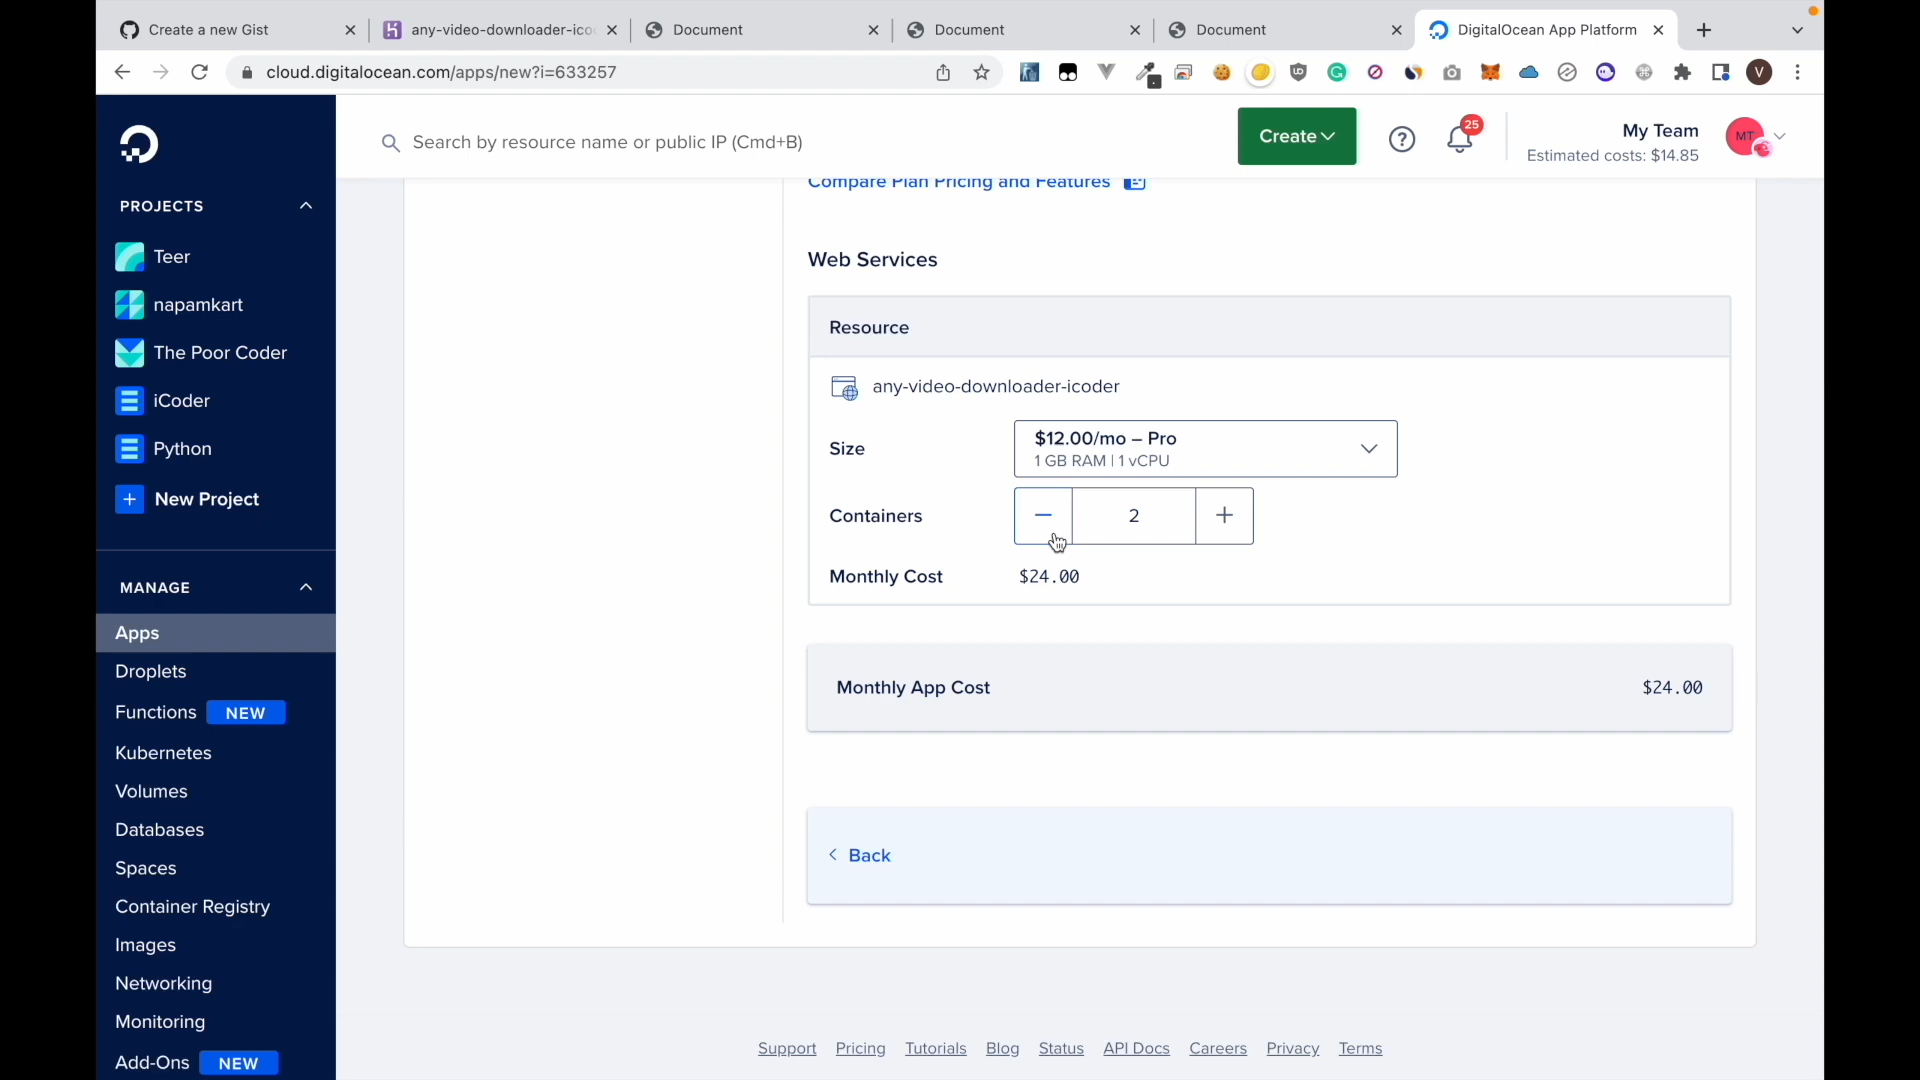 Create a new Gist
any-video-downloader-ico
Document
Document
Document
DigitalOcean App Platform
cloud.digitalocean.com/apps/new?i=633257
V
Search by resource name or public IP (Cmd+B)
Create
25
My Team
Estimated costs: $14.85
MT
PROJECTS
Teer
napamkart
The Poor Coder
iCoder
Python
New Project
MANAGE
Apps
Droplets
Functions NEW
Kubernetes
Volumes
Databases
Spaces
Container Registry
Images
Networking
Monitoring
Add-Ons NEW
Compare Plan Pricing and Features
Web Services
Resource
any-video-downloader-icoder
Size
$12.00/mo – Pro
1 GB RAM | 1 vCPU
Containers
2
Monthly Cost $24.00
Monthly App Cost $24.00
Back
Support Pricing Tutorials Blog Status API Docs Careers Privacy Terms